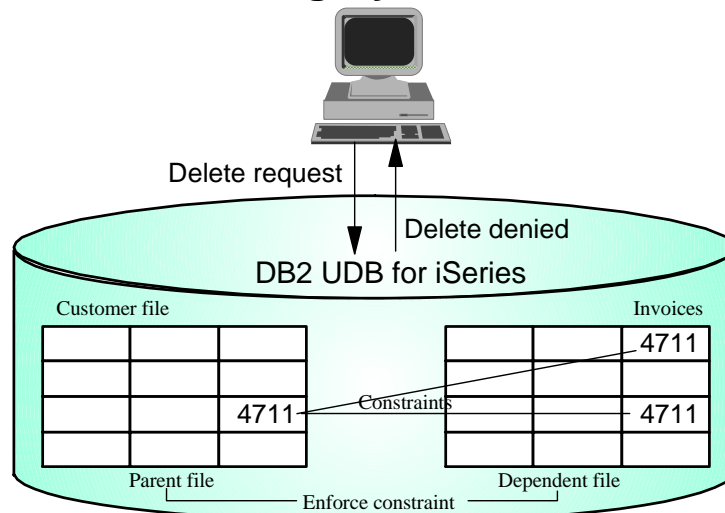 Delete request
Delete denied
DB2 UDB for iSeries
Customer file
Invoices
4711
Constraints
4711
4711
Parent file
Dependent file
Enforce constraint